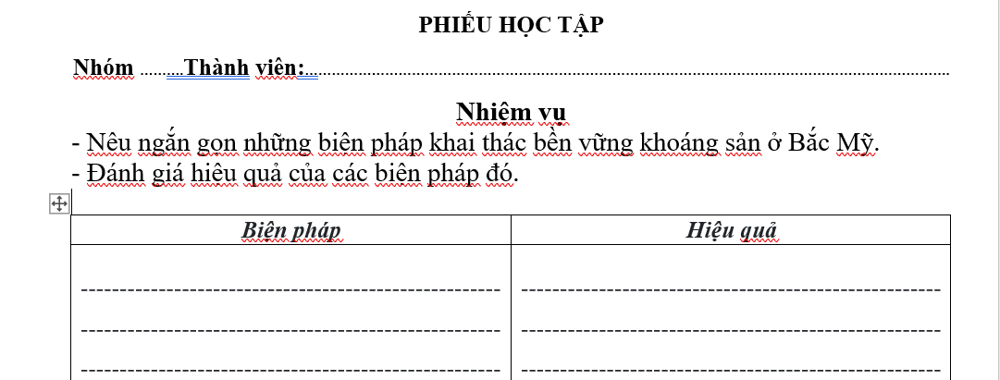 PHIẾU HỌC TẬP
Nhóm ..........Thành viên:.......................................................................................................................
Nhiệm vụ
- Nêu ngắn gọn những biện pháp khai thác bền vững khoáng sản ở Bắc Mỹ.
- Đánh giá hiệu quả của các biện pháp đó.
Biện pháp Hiệu quả